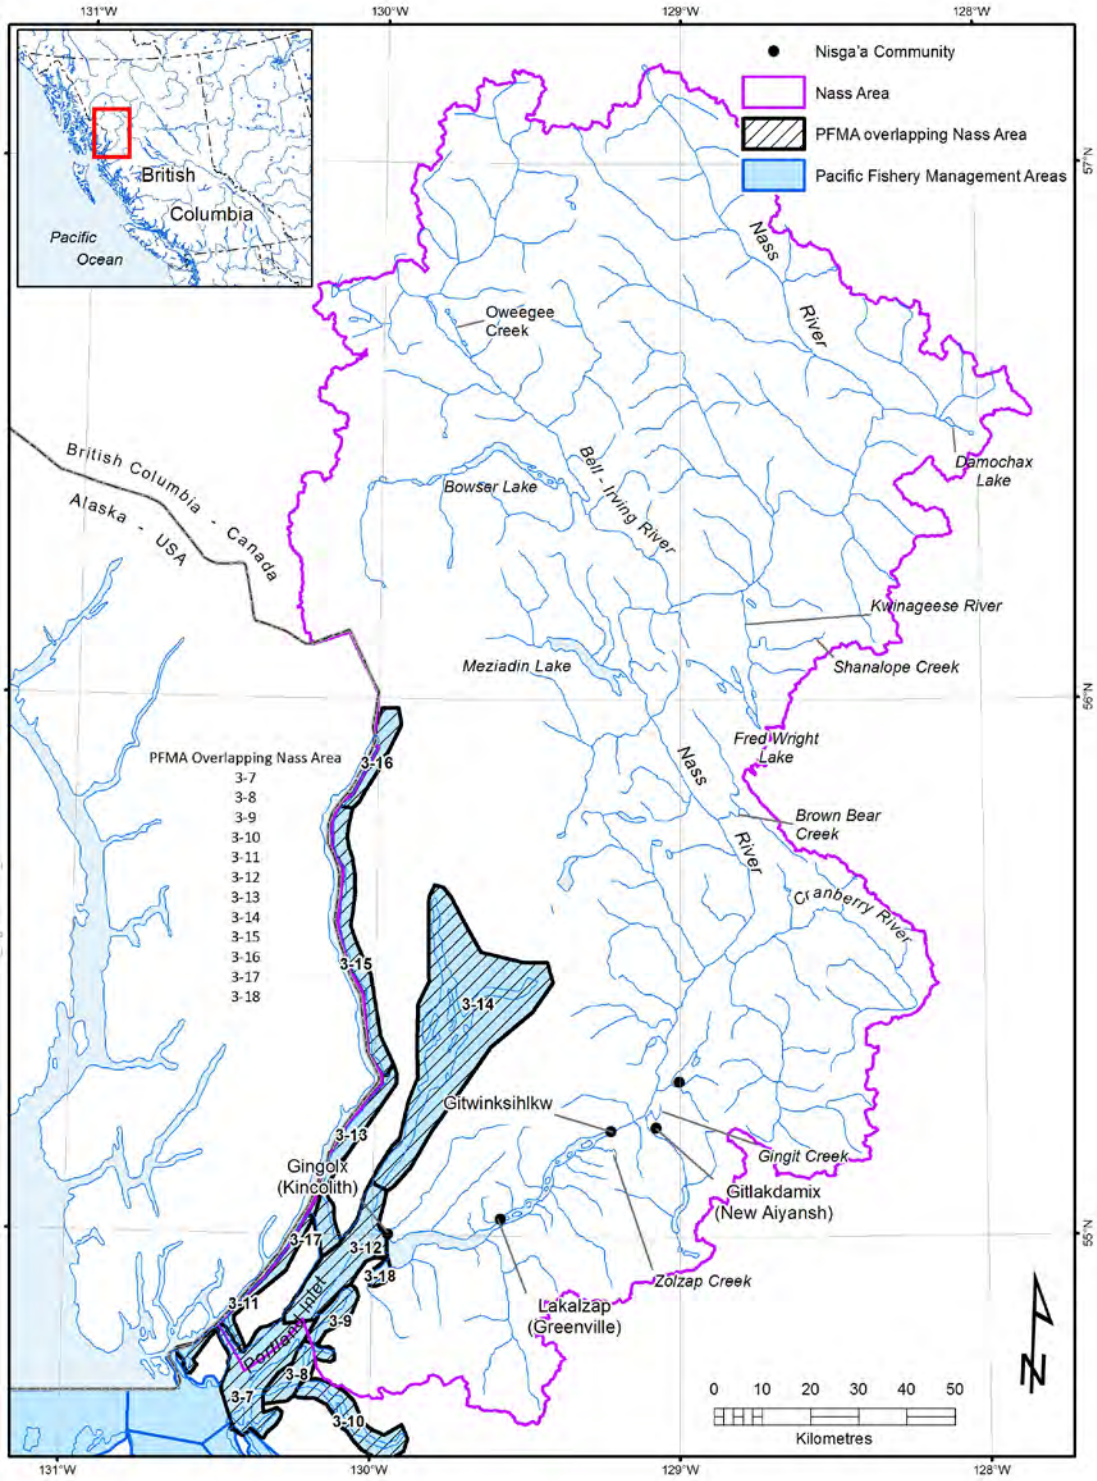 131°W
130°W
129°W
128°W
Nisga'a Community
Nass Area
PFMA overlapping Nass Area
Pacific Fishery Management Areas
British
Columbia
Pacific
Ocean
57°N
Nass
River
Oweegee
Creek
Damochax
Lake
British Columbia - Canada
Alaska - USA
Bowser Lake
Bell - Irving River
Kwinageese River
Shanalope Creek
Meziadin Lake
56°N
Fred Wright
Lake
Nass
River
PFMA Overlapping Nass Area
3-7
3-8
3-9
3-10
3-11
3-12
3-13
3-14
3-15
3-16
3-17
3-18
3-16
Brown Bear
Creek
Cranberry River
3-15
3-14
Gitwinksihlkw
3-13
Gingit Creek
Gingolx
(Kincolith)
Gitlakdamix
(New Aiyansh)
55°N
3-17
3-12
3-18
Zolzap Creek
3-11
Portland Inlet
3-9
Lakalzap
(Greenville)
3-8
3-7
3-10
N
0 10 20 30 40 50
Kilometres
131°W
130°W
129°W
128°W